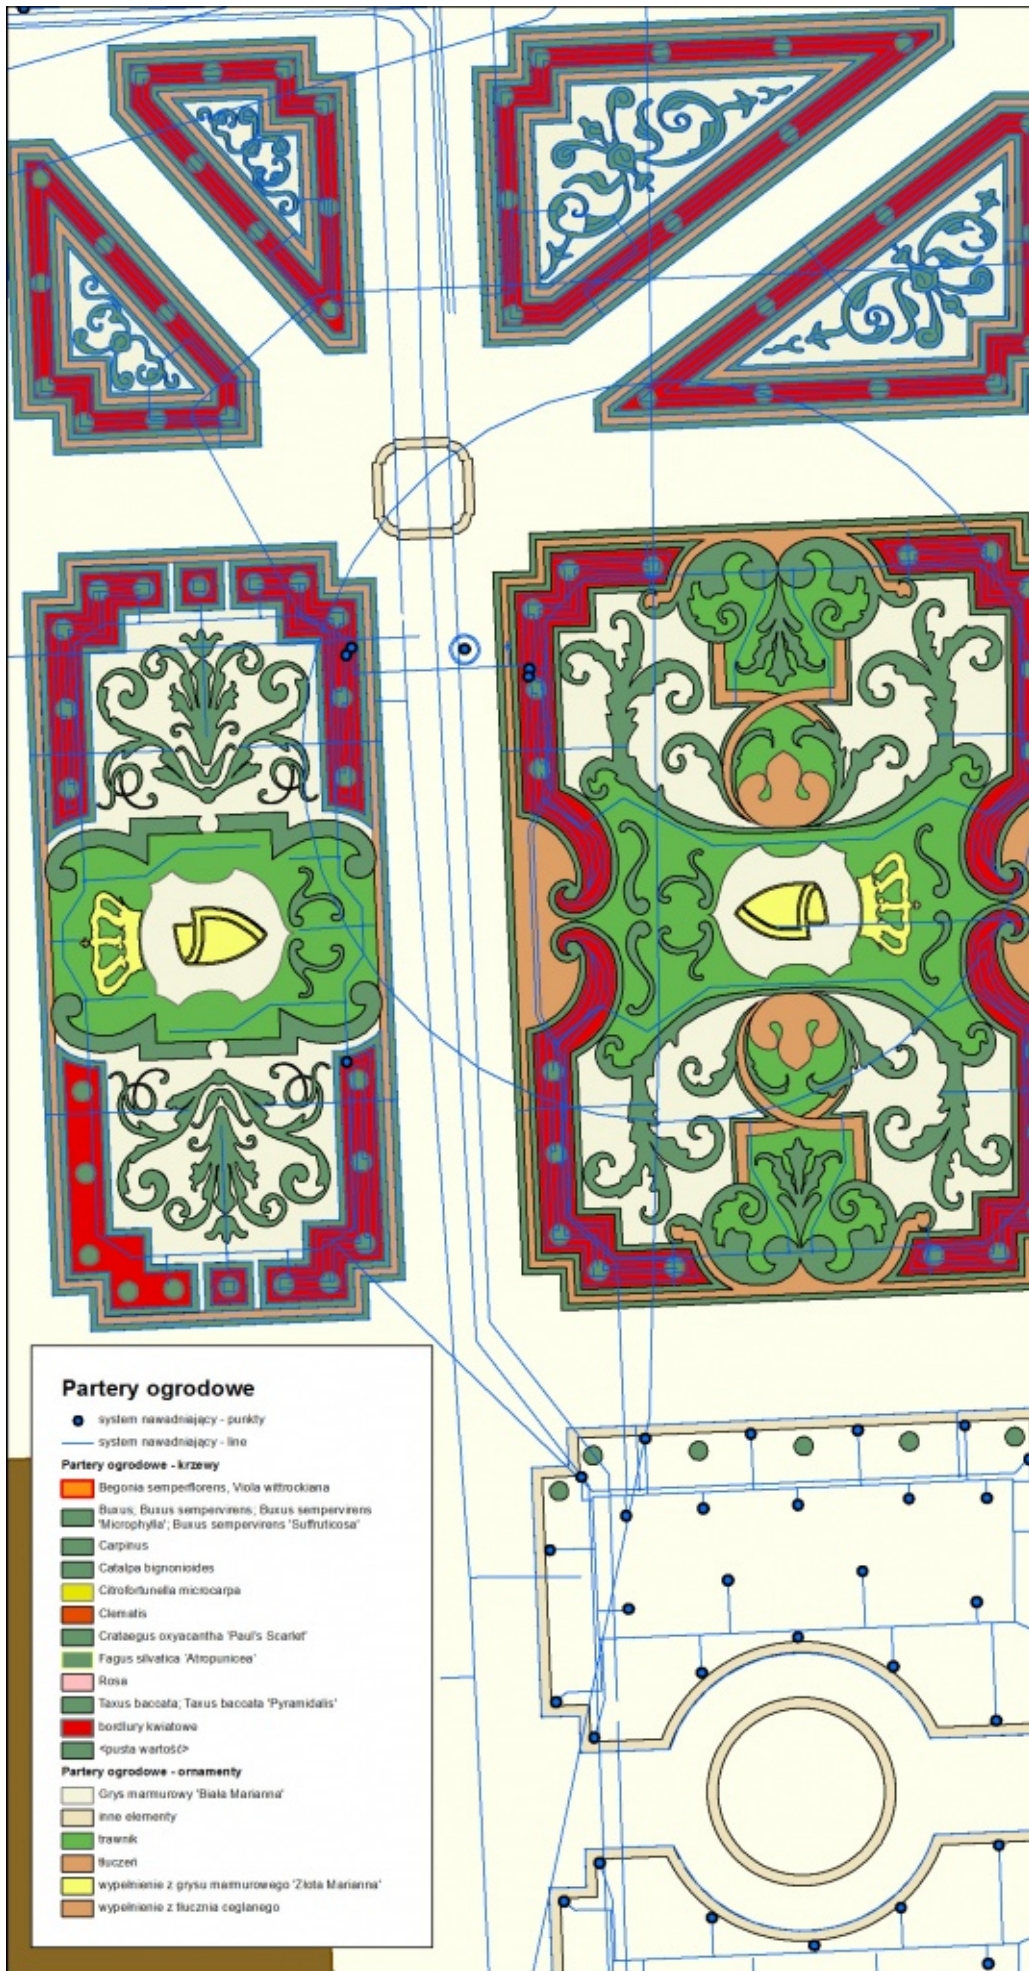 Partery ogrodowe
system nawadniający - punkty
system nawadniający - line
Partery ogrodowe - krzewy
Begonia semperflorens, Viola wittrockiana
Buxus; Buxus sempervirens; Buxus sempervirens
'Microphylla'; Buxus sempervirens 'Suffruticosa'
Carpinus
Catalpa bignonioides
Citrofortunella microcarpa
Clematis
Crataegus oxyacantha 'Paul's Scarlet'
Fagus silvatica 'Atropunicea'
Rosa
Taxus baccata; Taxus baccata 'Pyramidalis'
bordiury kwiatowe
<pusta wartość>
Partery ogrodowe - ornamenty
Grys marmurowy 'Biała Marianna'
inne elementy
trawnik
tłuczeń
wypełnienie z grysu marmurowego 'Złota Marianna'
wypełnienie z tłucznia ceglanego